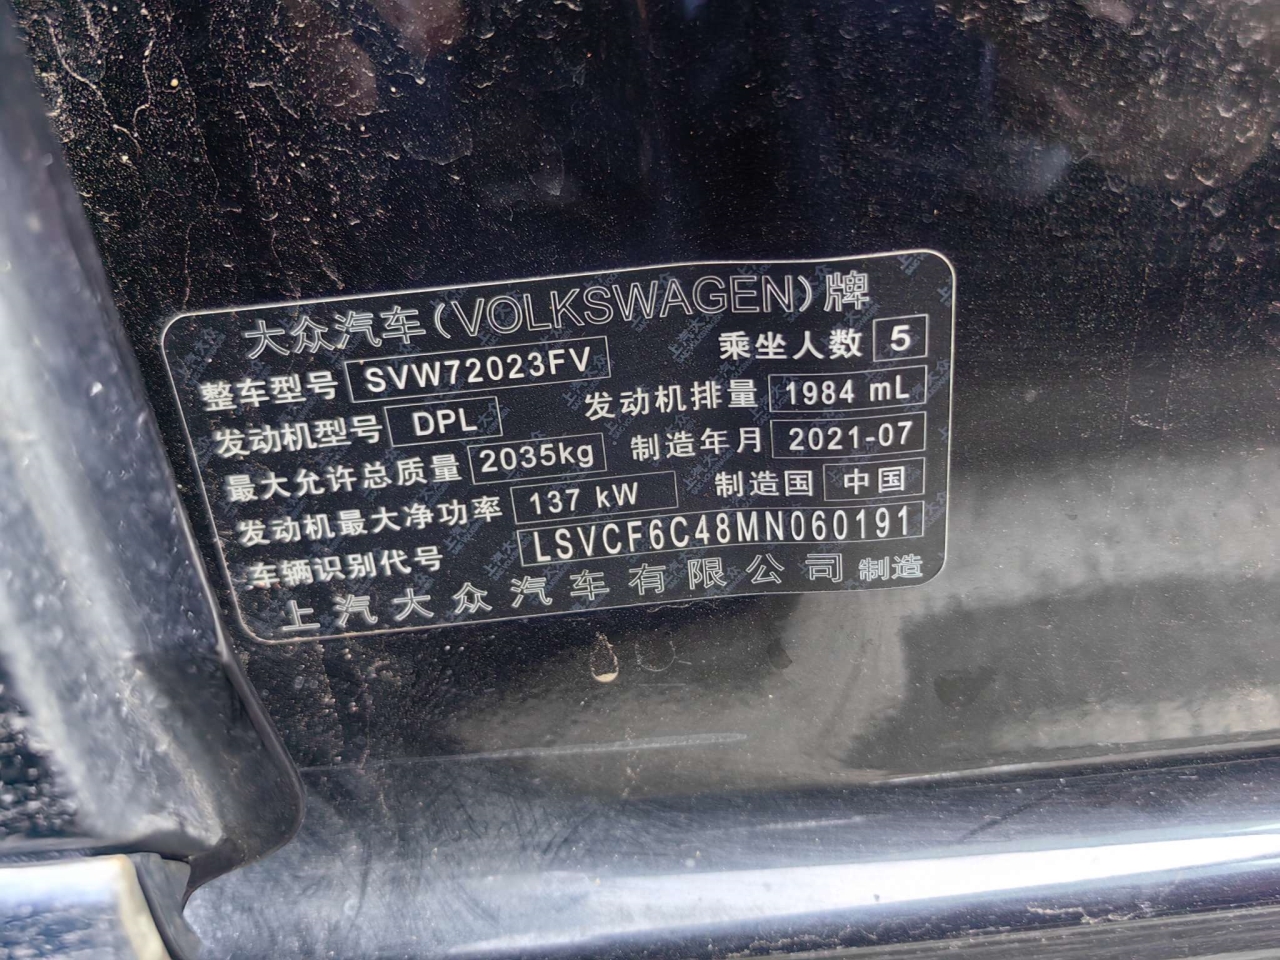 大众汽车(VOLKSWAGEN)牌
整车型号 SVW72023FV 乘坐人数 5
发动机型号 DPL 发动机排量 1984 mL
最大允许总质量 2035kg 制造年月 2021-07
发动机最大净功率 137 kW 制造国 中国
车辆识别代号 LSVCF6C48MN060191
上汽大众汽车有限公司 制造